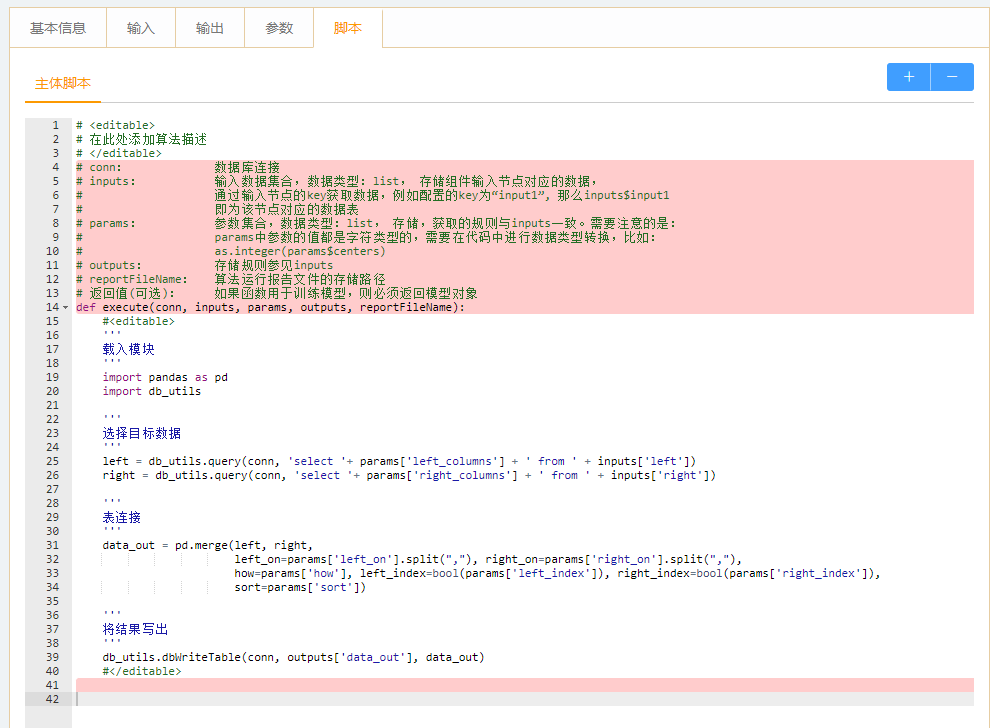 基本信息 输入 输出 参数 脚本
主体脚本
+ −
1 # <editable>
2 # 在此处添加算法描述
3 # </editable>
4 # conn: 数据库连接
5 # inputs: 输入数据集合，数据类型：list， 存储组件输入节点对应的数据，
6 # 通过输入节点的key获取数据，例如配置的key为“input1”, 那么inputs$input1
7 # 即为该节点对应的数据表
8 # params: 参数集合，数据类型：list， 存储，获取的规则与inputs一致。需要注意的是：
9 # params中参数的值都是字符类型的，需要在代码中进行数据类型转换，比如：
10 # as.integer(params$centers)
11 # outputs: 存储规则参见inputs
12 # reportFileName: 算法运行报告文件的存储路径
13 # 返回值(可选)： 如果函数用于训练模型，则必须返回模型对象
14 def execute(conn, inputs, params, outputs, reportFileName):
15 #<editable>
16 '''
17 载入模块
18 '''
19 import pandas as pd
20 import db_utils
21
22 '''
23 选择目标数据
24 '''
25 left = db_utils.query(conn, 'select '+ params['left_columns'] + ' from ' + inputs['left'])
26 right = db_utils.query(conn, 'select '+ params['right_columns'] + ' from ' + inputs['right'])
27
28 '''
29 表连接
30 '''
31 data_out = pd.merge(left, right,
32 left_on=params['left_on'].split(","), right_on=params['right_on'].split(","),
33 how=params['how'], left_index=bool(params['left_index']), right_index=bool(params['right_index']),
34 sort=params['sort'])
35
36 '''
37 将结果写出
38 '''
39 db_utils.dbWriteTable(conn, outputs['data_out'], data_out)
40 #</editable>
41
42